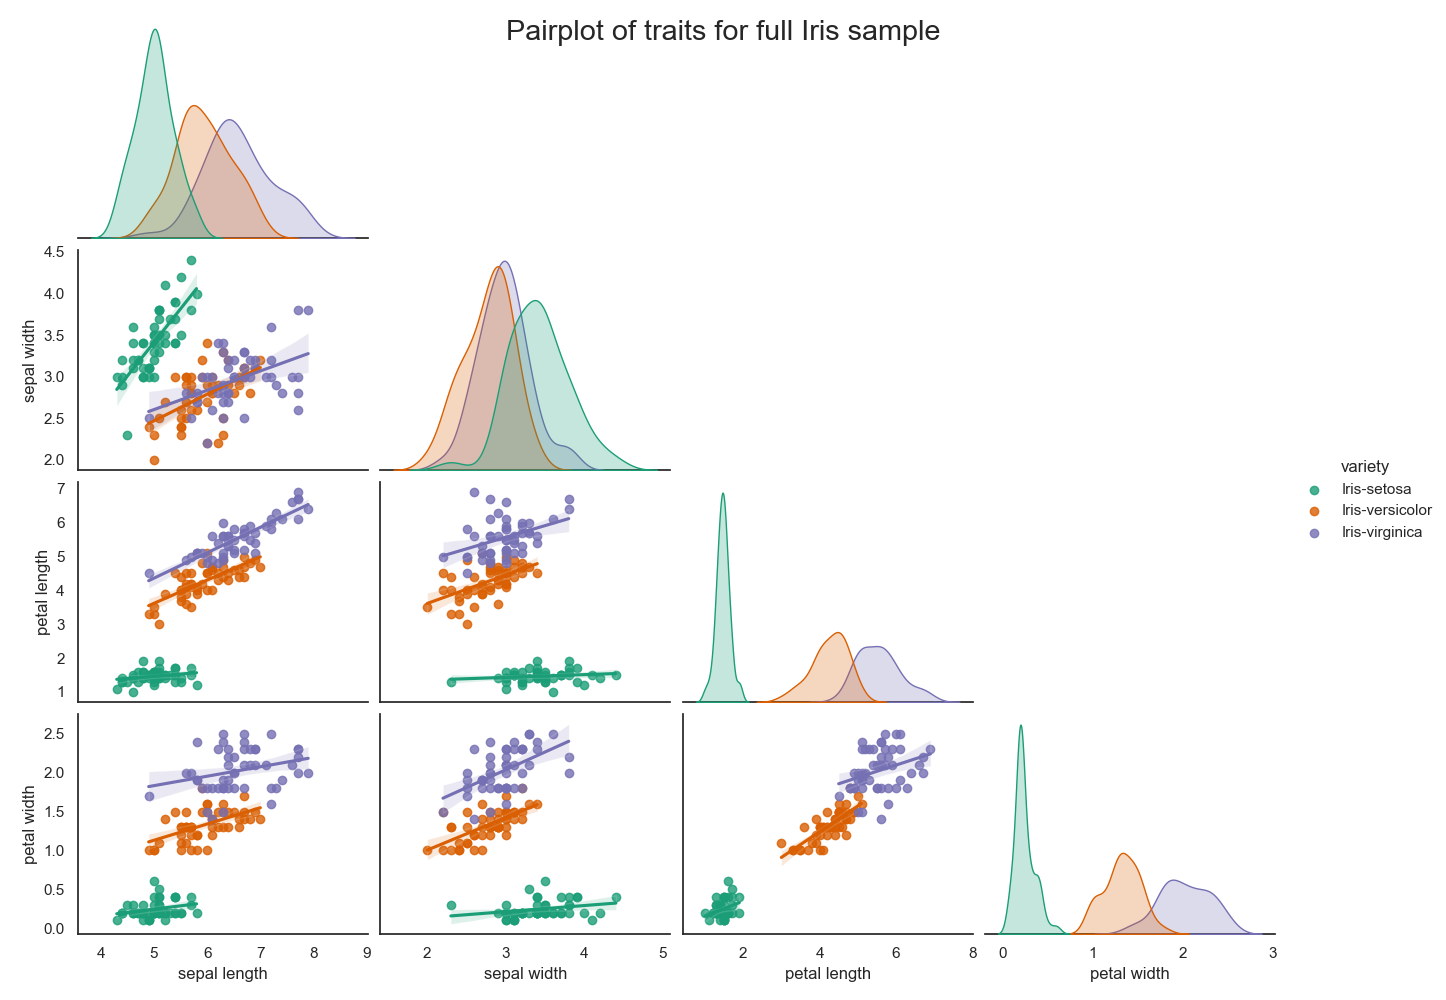 Pairplot of traits for full Iris sample
4.5
4.0
3.5
3.0
2.5
2.0
sepal width
7
6
5
4
3
2
1
petal length
2.5
2.0
1.5
1.0
0.5
0.0
petal width
4 5 6 7 8 9
sepal length
2 3 4 5
sepal width
2 4 6 8
petal length
0 1 2 3
petal width
variety
Iris-setosa
Iris-versicolor
Iris-virginica